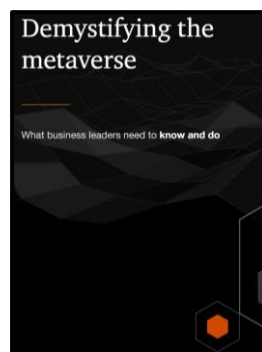 Demystifying the
metaverse
What business leaders need to know and do